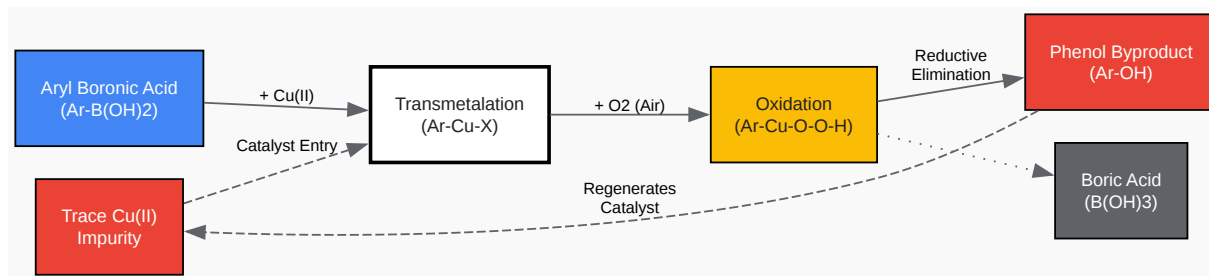 Aryl Boronic Acid
(Ar-B(OH)2)
+ Cu(II)
Transmetalation
(Ar-Cu-X)
+ O2 (Air)
Oxidation
(Ar-Cu-O-O-H)
Reductive
Elimination
Phenol Byproduct
(Ar-OH)
Catalyst Entry
Trace Cu(II)
Impurity
Regenerates
Catalyst
Boric Acid
(B(OH)3)